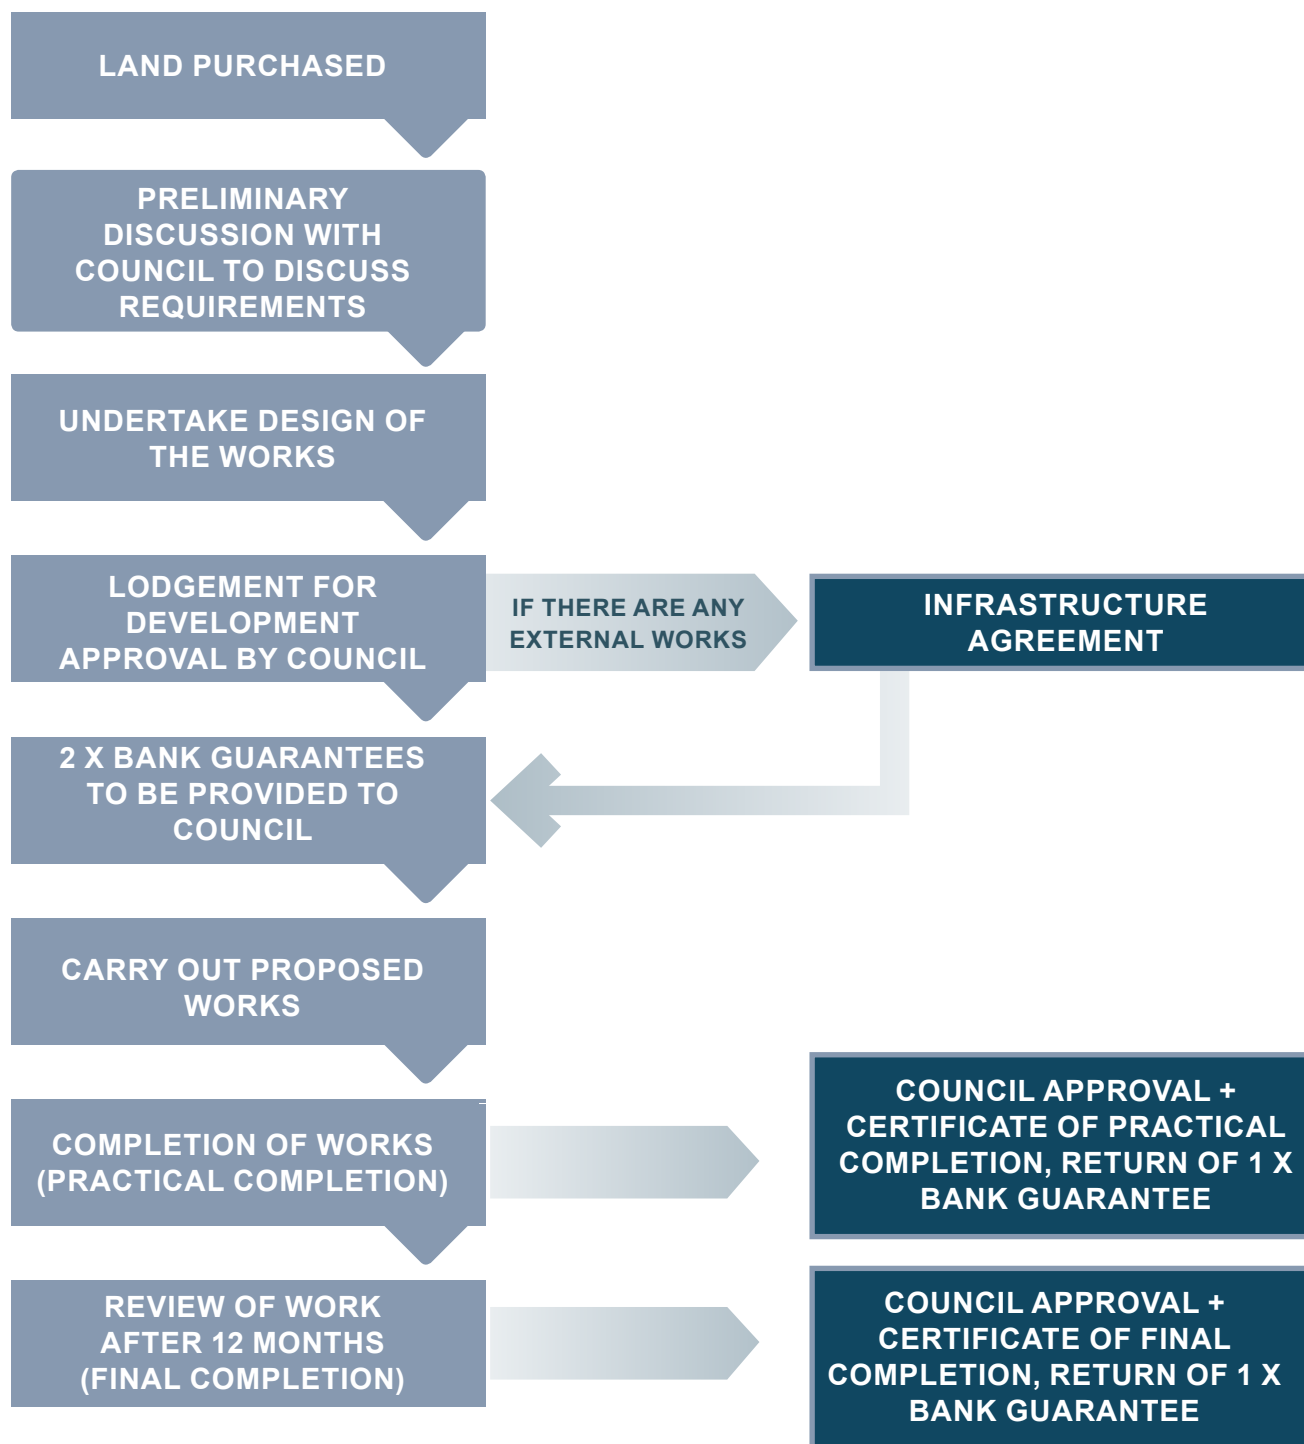 LAND PURCHASED
PRELIMINARY
DISCUSSION WITH
COUNCIL TO DISCUSS
REQUIREMENTS
UNDERTAKE DESIGN OF
THE WORKS
LODGEMENT FOR
DEVELOPMENT
APPROVAL BY COUNCIL
IF THERE ARE ANY
EXTERNAL WORKS
INFRASTRUCTURE
AGREEMENT
2 X BANK GUARANTEES
TO BE PROVIDED TO
COUNCIL
CARRY OUT PROPOSED
WORKS
COMPLETION OF WORKS
(PRACTICAL COMPLETION)
COUNCIL APPROVAL +
CERTIFICATE OF PRACTICAL
COMPLETION, RETURN OF 1 X
BANK GUARANTEE
REVIEW OF WORK
AFTER 12 MONTHS
(FINAL COMPLETION)
COUNCIL APPROVAL +
CERTIFICATE OF FINAL
COMPLETION, RETURN OF 1 X
BANK GUARANTEE